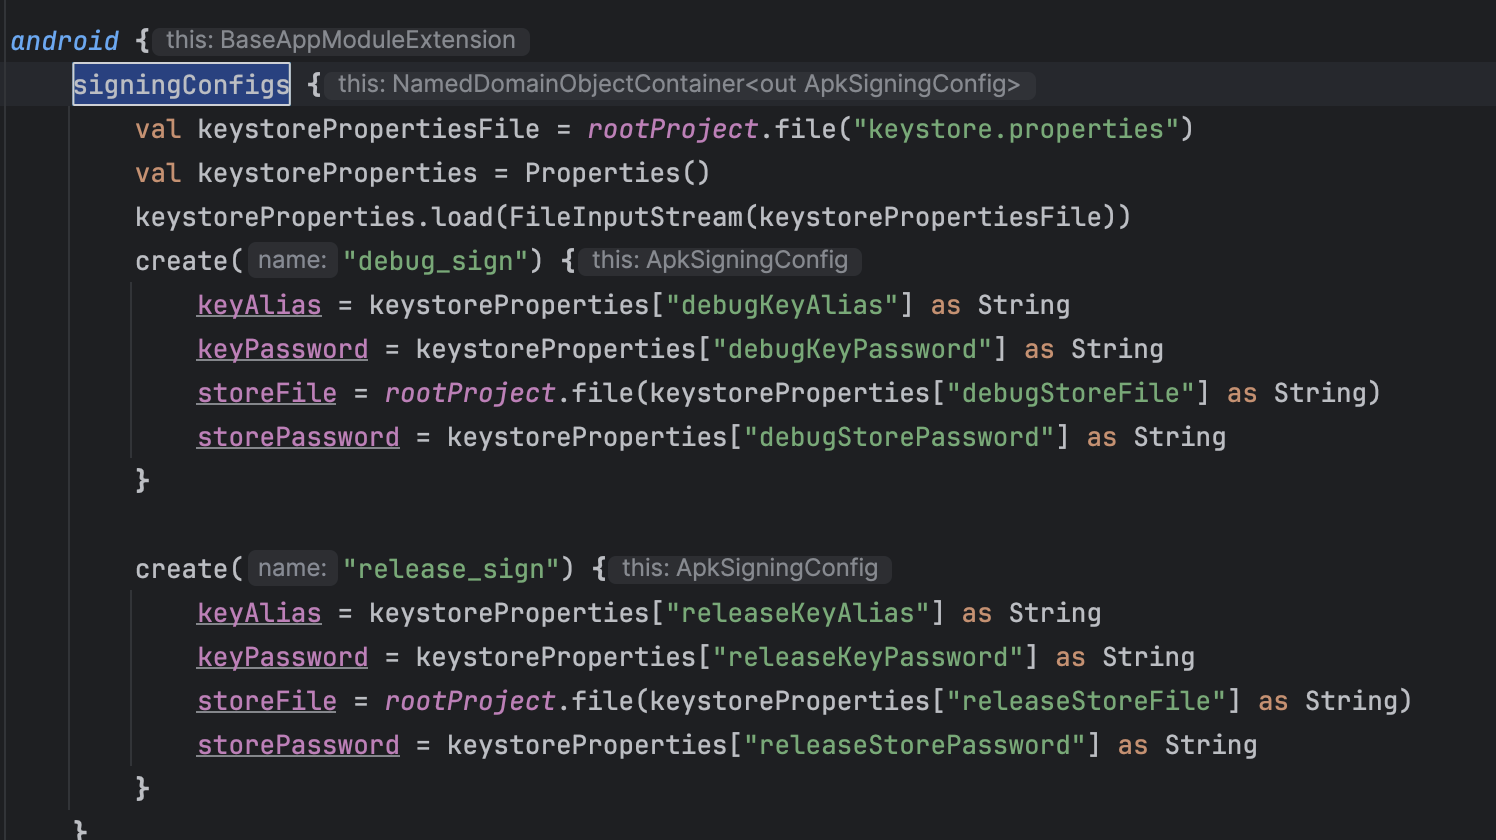 android { this: BaseAppModuleExtension
signingConfigs { this: NamedDomainObjectContainer<out ApkSigningConfig>
val keystorePropertiesFile = rootProject.file("keystore.properties")
val keystoreProperties = Properties()
keystoreProperties.load(FileInputStream(keystorePropertiesFile))
create( name: "debug_sign") { this: ApkSigningConfig
keyAlias = keystoreProperties["debugKeyAlias"] as String
keyPassword = keystoreProperties["debugKeyPassword"] as String
storeFile = rootProject.file(keystoreProperties["debugStoreFile"] as String)
storePassword = keystoreProperties["debugStorePassword"] as String
}
create( name: "release_sign") { this: ApkSigningConfig
keyAlias = keystoreProperties["releaseKeyAlias"] as String
keyPassword = keystoreProperties["releaseKeyPassword"] as String
storeFile = rootProject.file(keystoreProperties["releaseStoreFile"] as String)
storePassword = keystoreProperties["releaseStorePassword"] as String
}
}